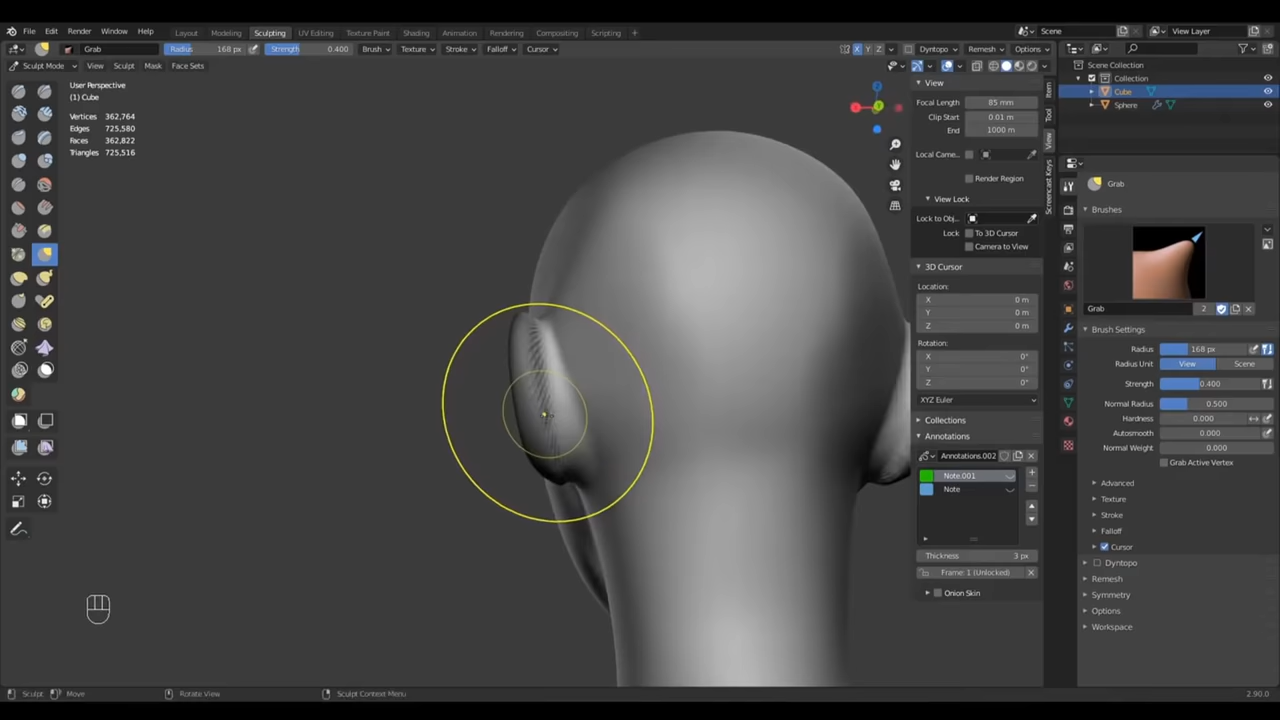 File Edit Render Window Help
Layout Modeling Sculpting UV Editing Texture Paint Shading Animation Rendering Compositing Scripting +
Scene View Layer
Grab Radius 168 px Strength 0.400 Brush Texture Stroke Falloff Cursor
X Y Z Dyntopo Remesh Options
Sculpt Mode View Sculpt Mask Face Sets
User Perspective
(1) Cube
Vertices 362,764
Edges 725,580
Faces 362,822
Triangles 725,516
View
Focal Length 85 mm
Clip Start 0.01 m
End 1000 m
Local Came...
Render Region
View Lock
Lock to Obj...
Lock To 3D Cursor
Camera to View
3D Cursor
Location:
X 0 m
Y 0 m
Z 0 m
Rotation:
X 0°
Y 0°
Z 0°
XYZ Euler
Collections
Annotations
Annotations.002
Note.001
Note
Thickness 3 px
Frame: 1 (Unlocked)
Onion Skin
Item
Tool
View
Screencast Keys
Scene Collection
Collection
Cube
Sphere
Grab
Brushes
Grab 2
Brush Settings
Radius 168 px
Radius Unit View Scene
Strength 0.400
Normal Radius 0.500
Hardness 0.000
Autosmooth 0.000
Normal Weight 0.000
Grab Active Vertex
Advanced
Texture
Stroke
Falloff
Cursor
Dyntopo
Remesh
Symmetry
Options
Workspace
Sculpt Move Rotate View Sculpt Context Menu 2.90.0